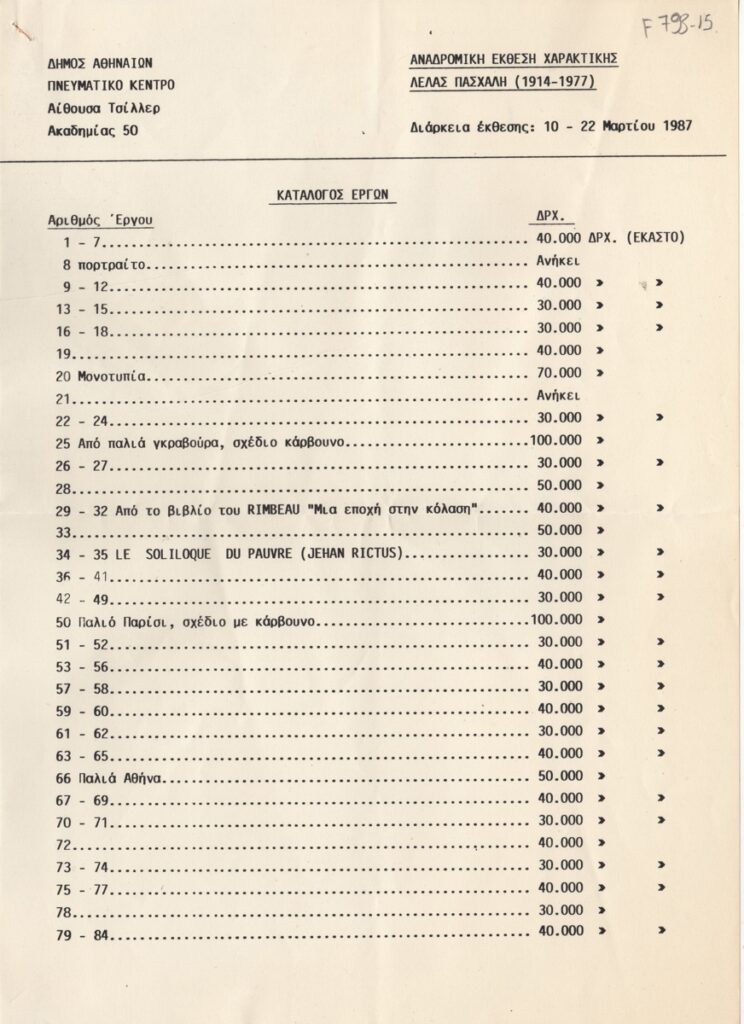 F 798-15
ΔΗΜΟΣ ΑΘΗΝΑΙΩΝ
ΠΝΕΥΜΑΤΙΚΟ ΚΕΝΤΡΟ
Αίθουσα Τσίλλερ
Ακαδημίας 50
ΑΝΑΔΡΟΜΙΚΗ ΕΚΘΕΣΗ ΧΑΡΑΚΤΙΚΗΣ
ΛΕΛΑΣ ΠΑΣΧΑΛΗ (1914-1977)
Διάρκεια έκθεσης: 10 - 22 Μαρτίου 1987
ΚΑΤΑΛΟΓΟΣ ΕΡΓΩΝ
Αριθμός Έργου ΔΡΧ.
1 - 7.................... 40.000 ΔΡΧ. (ΕΚΑΣΤΟ)
8 πορτραίτο.................... Ανήκει
9 - 12.................... 40.000 » »
13 - 15.................... 30.000 » »
16 - 18.................... 30.000 » »
19.................... 40.000 »
20 Μονοτυπία.................... 70.000 »
21.................... Ανήκει
22 - 24.................... 30.000 » »
25 Από παλιά γκραβούρα, σχέδιο κάρβουνο....................100.000 »
26 - 27.................... 30.000 » »
28.................... 50.000 »
29 - 32 Από το βιβλίο του RIMBEAU "Μια εποχή στην κόλαση"....... 40.000 » »
33.................... 50.000 »
34 - 35 LE SOLILOQUE DU PAUVRE (JEHAN RICTUS).................... 30.000 » »
36 - 41.................... 40.000 » »
42 - 49.................... 30.000 » »
50 Παλιό Παρίσι, σχέδιο με κάρβουνο....................100.000 »
51 - 52.................... 30.000 » »
53 - 56.................... 40.000 » »
57 - 58.................... 30.000 » »
59 - 60.................... 40.000 » »
61 - 62.................... 30.000 » »
63 - 65.................... 40.000 » »
66 Παλιά Αθήνα.................... 50.000 »
67 - 69.................... 40.000 » »
70 - 71.................... 30.000 » »
72.................... 40.000 »
73 - 74.................... 30.000 » »
75 - 77.................... 40.000 » »
78.................... 30.000 »
79 - 84.................... 40.000 » »